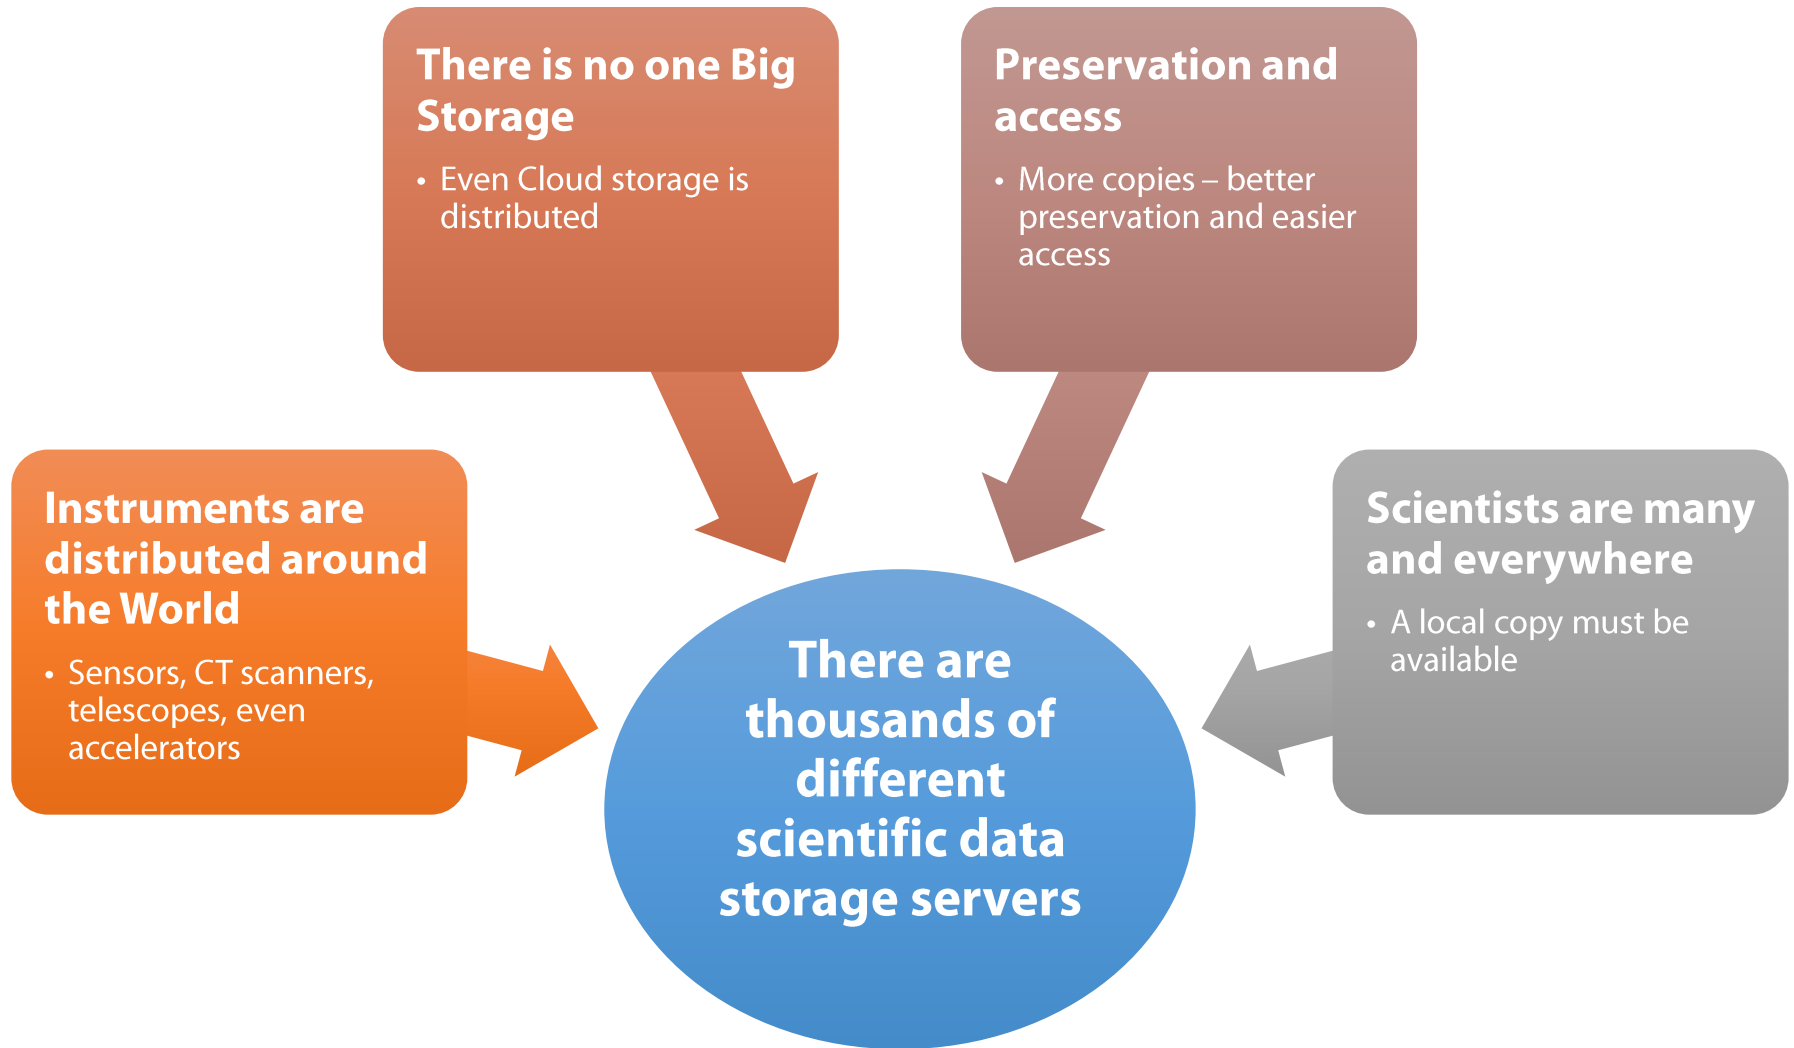 There is no one Big
Storage
• Even Cloud storage is
distributed
Preservation and
access
• More copies – better
preservation and easier
access
Instruments are
distributed around
the World
• Sensors, CT scanners,
telescopes, even
accelerators
Scientists are many
and everywhere
• A local copy must be
available
There are
thousands of
different
scientific data
storage servers